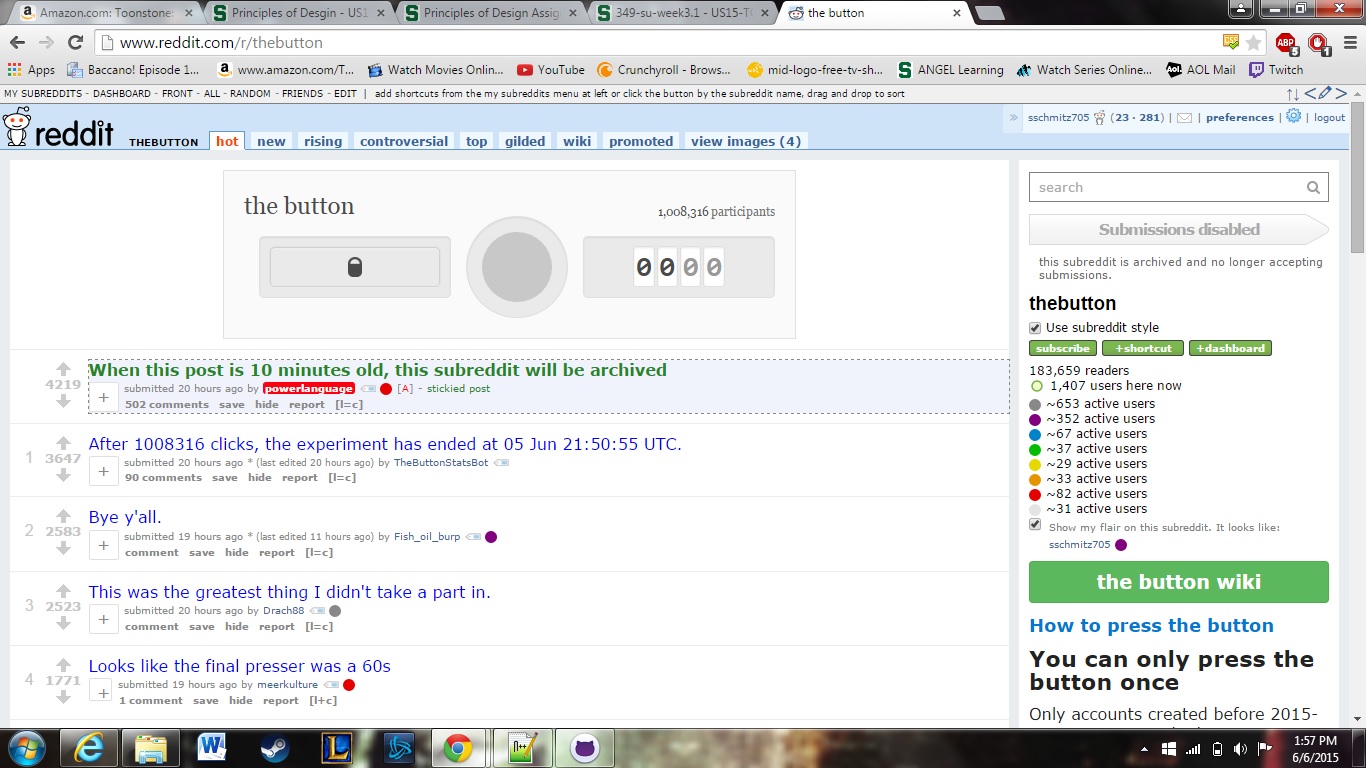 Amazon.com: Toonstone:
Principles of Desgin - US1
Principles of Design Assig
349-su-week3.1 - US15-T
the button
www.reddit.com/r/thebutton
ABP 5 1
Apps Baccano! Episode 1... www.amazon.com/T... Watch Movies Onlin... YouTube Crunchyroll - Brows... mid-logo-free-tv-sh... ANGEL Learning Watch Series Online... AOL Mail Twitch
MY SUBREDDITS - DASHBOARD - FRONT - ALL - RANDOM - FRIENDS - EDIT | add shortcuts from the my subreddits menu at left or click the button by the subreddit name, drag and drop to sort
reddit THEBUTTON hot new rising controversial top gilded wiki promoted view images (4)
» sschmitz705 (23 · 281) | | preferences | | logout
the button
1,008,316 participants
0 0 0 0
When this post is 10 minutes old, this subreddit will be archived
4219
submitted 20 hours ago by powerlanguage [A] - stickied post
+
502 comments save hide report [l=c]
After 1008316 clicks, the experiment has ended at 05 Jun 21:50:55 UTC.
1 3647
submitted 20 hours ago * (last edited 20 hours ago) by TheButtonStatsBot
+
90 comments save hide report [l=c]
Bye y'all.
2 2583
submitted 19 hours ago * (last edited 11 hours ago) by Fish_oil_burp
+
comment save hide report [l=c]
This was the greatest thing I didn't take a part in.
3 2523
submitted 20 hours ago by Drach88
+
comment save hide report [l=c]
Looks like the final presser was a 60s
4 1771
submitted 19 hours ago by meerkulture
+
1 comment save hide report [l+c]
search
Submissions disabled
this subreddit is archived and no longer accepting
submissions.
thebutton
Use subreddit style
subscribe +shortcut +dashboard
183,659 readers
1,407 users here now
~653 active users
~352 active users
~67 active users
~37 active users
~29 active users
~33 active users
~82 active users
~31 active users
Show my flair on this subreddit. It looks like:
sschmitz705
the button wiki
How to press the button
You can only press the
button once
Only accounts created before 2015-
1:57 PM
6/6/2015